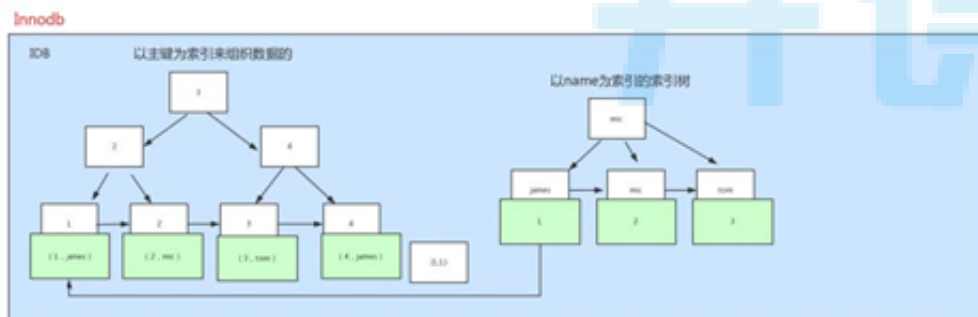 Innodb
IDB
以主键为索引来组织数据的
以name为索引的索引树
3
mic
2
4
james
mic
tom
1
2
3
4
1
2
3
(2, mic)
(3, tom)
(4, james)